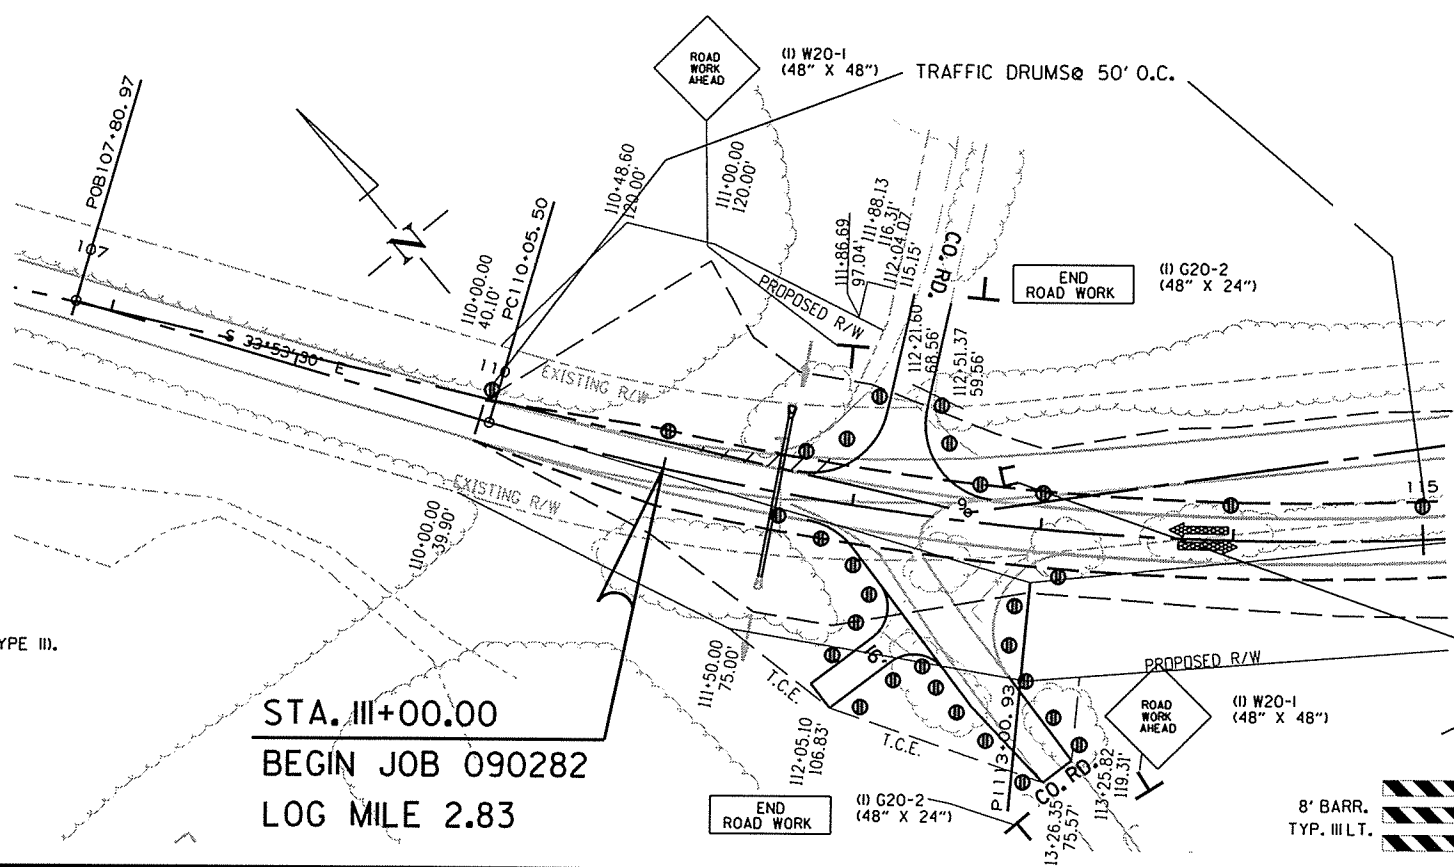 ROAD
WORK
AHEAD
(1) W20-1
(48" X 48")
TRAFFIC DRUMS@ 50' O.C.
POB107+80.97
107
S 33°53'30" E
110+00.00
40.10'
PC110+05.50
110
110+48.60
120.00'
111+00.00
120.00'
PROPOSED R/W
111+86.69
97.04'
111+88.13
116.31'
112+04.07
115.15'
CO. RD.
112+21.60
68.56'
112+51.37
59.56'
END
ROAD WORK
(1) G20-2
(48" X 24")
N
EXISTING R/W
EXISTING R/W
110+00.00
39.90'
115
YPE II).
STA. 111+00.00
BEGIN JOB 090282
LOG MILE 2.83
111+50.00
75.00'
T.C.E.
16'
112+05.10
106.83'
T.C.E.
PI113+00.93
CO. RD.
13+26.35
75.57'
113+25.82
119.31'
PROPOSED R/W
ROAD
WORK
AHEAD
(1) W20-1
(48" X 48")
END
ROAD WORK
(1) G20-2
(48" X 24")
8' BARR.
TYP. III LT.